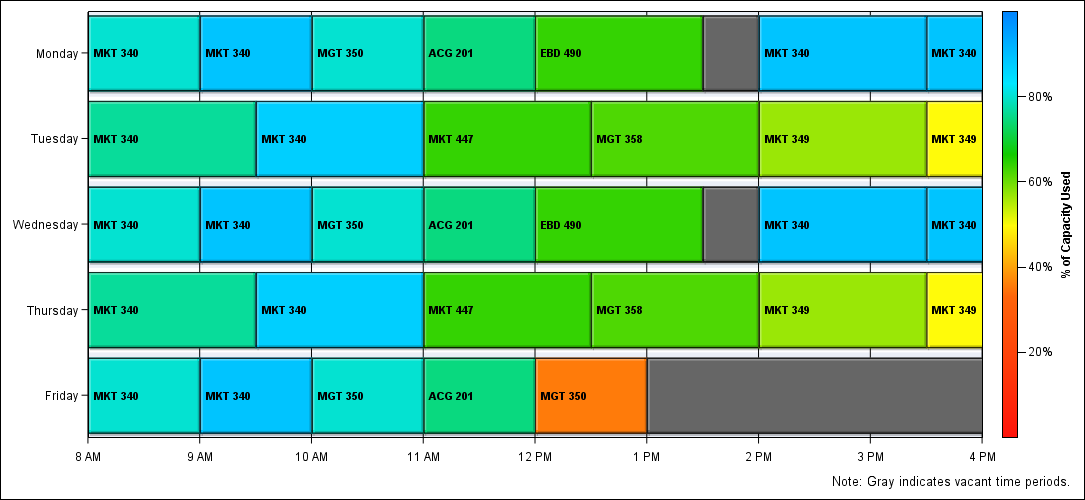 Monday
MKT 340 MKT 340 MGT 350 ACG 201 EBD 490 MKT 340 MKT 340
Tuesday
MKT 340 MKT 340 MKT 447 MGT 358 MKT 349 MKT 349
Wednesday
MKT 340 MKT 340 MGT 350 ACG 201 EBD 490 MKT 340 MKT 340
Thursday
MKT 340 MKT 340 MKT 447 MGT 358 MKT 349 MKT 349
Friday
MKT 340 MKT 340 MGT 350 ACG 201 MGT 350
8 AM 9 AM 10 AM 11 AM 12 PM 1 PM 2 PM 3 PM 4 PM
80%
60%
40%
20%
% of Capacity Used
Note: Gray indicates vacant time periods.